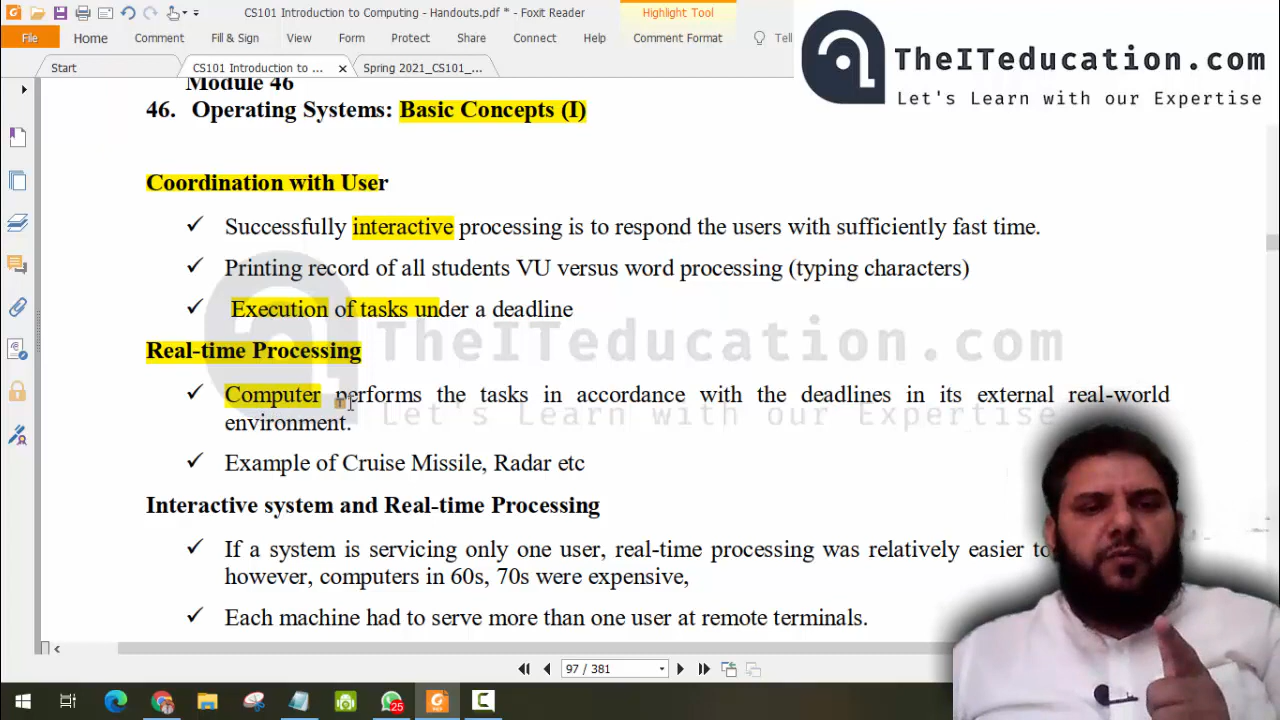 CS101 Introduction to Computing - Handouts.pdf * - Foxit Reader
Highlight Tool
File Home Comment Fill & Sign View Form Protect Share Connect Help Comment Format Tell
Start CS101 Introduction to ... Spring 2021_CS101_...
TheITeducation.com
Let's Learn with our Expertise
Module 46
46. Operating Systems: Basic Concepts (I)
Coordination with User
✓ Successfully interactive processing is to respond the users with sufficiently fast time.
✓ Printing record of all students VU versus word processing (typing characters)
✓ Execution of tasks under a deadline
TheITeducation.com
Real-time Processing
✓ Computer performs the tasks in accordance with the deadlines in its external real-world
Let's Learn with our Expertise
environment.
✓ Example of Cruise Missile, Radar etc
Interactive system and Real-time Processing
✓ If a system is servicing only one user, real-time processing was relatively easier to
however, computers in 60s, 70s were expensive,
✓ Each machine had to serve more than one user at remote terminals.
97 / 381
25